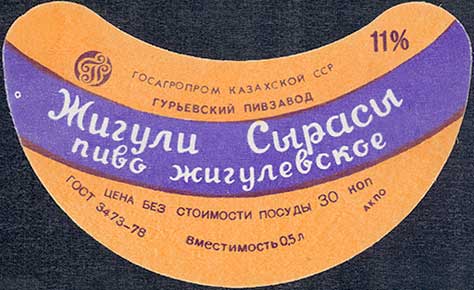 11%
ГОСАГРОПРОМ КАЗАХСКОЙ ССР
ГУРЬЕВСКИЙ ПИВЗАВОД
Жигули Сырасы
пиво жигулевское
ЦЕНА БЕЗ СТОИМОСТИ ПОСУДЫ 30 КОП
ГОСТ 3473-78
Вместимость 0,5 л
АКПО